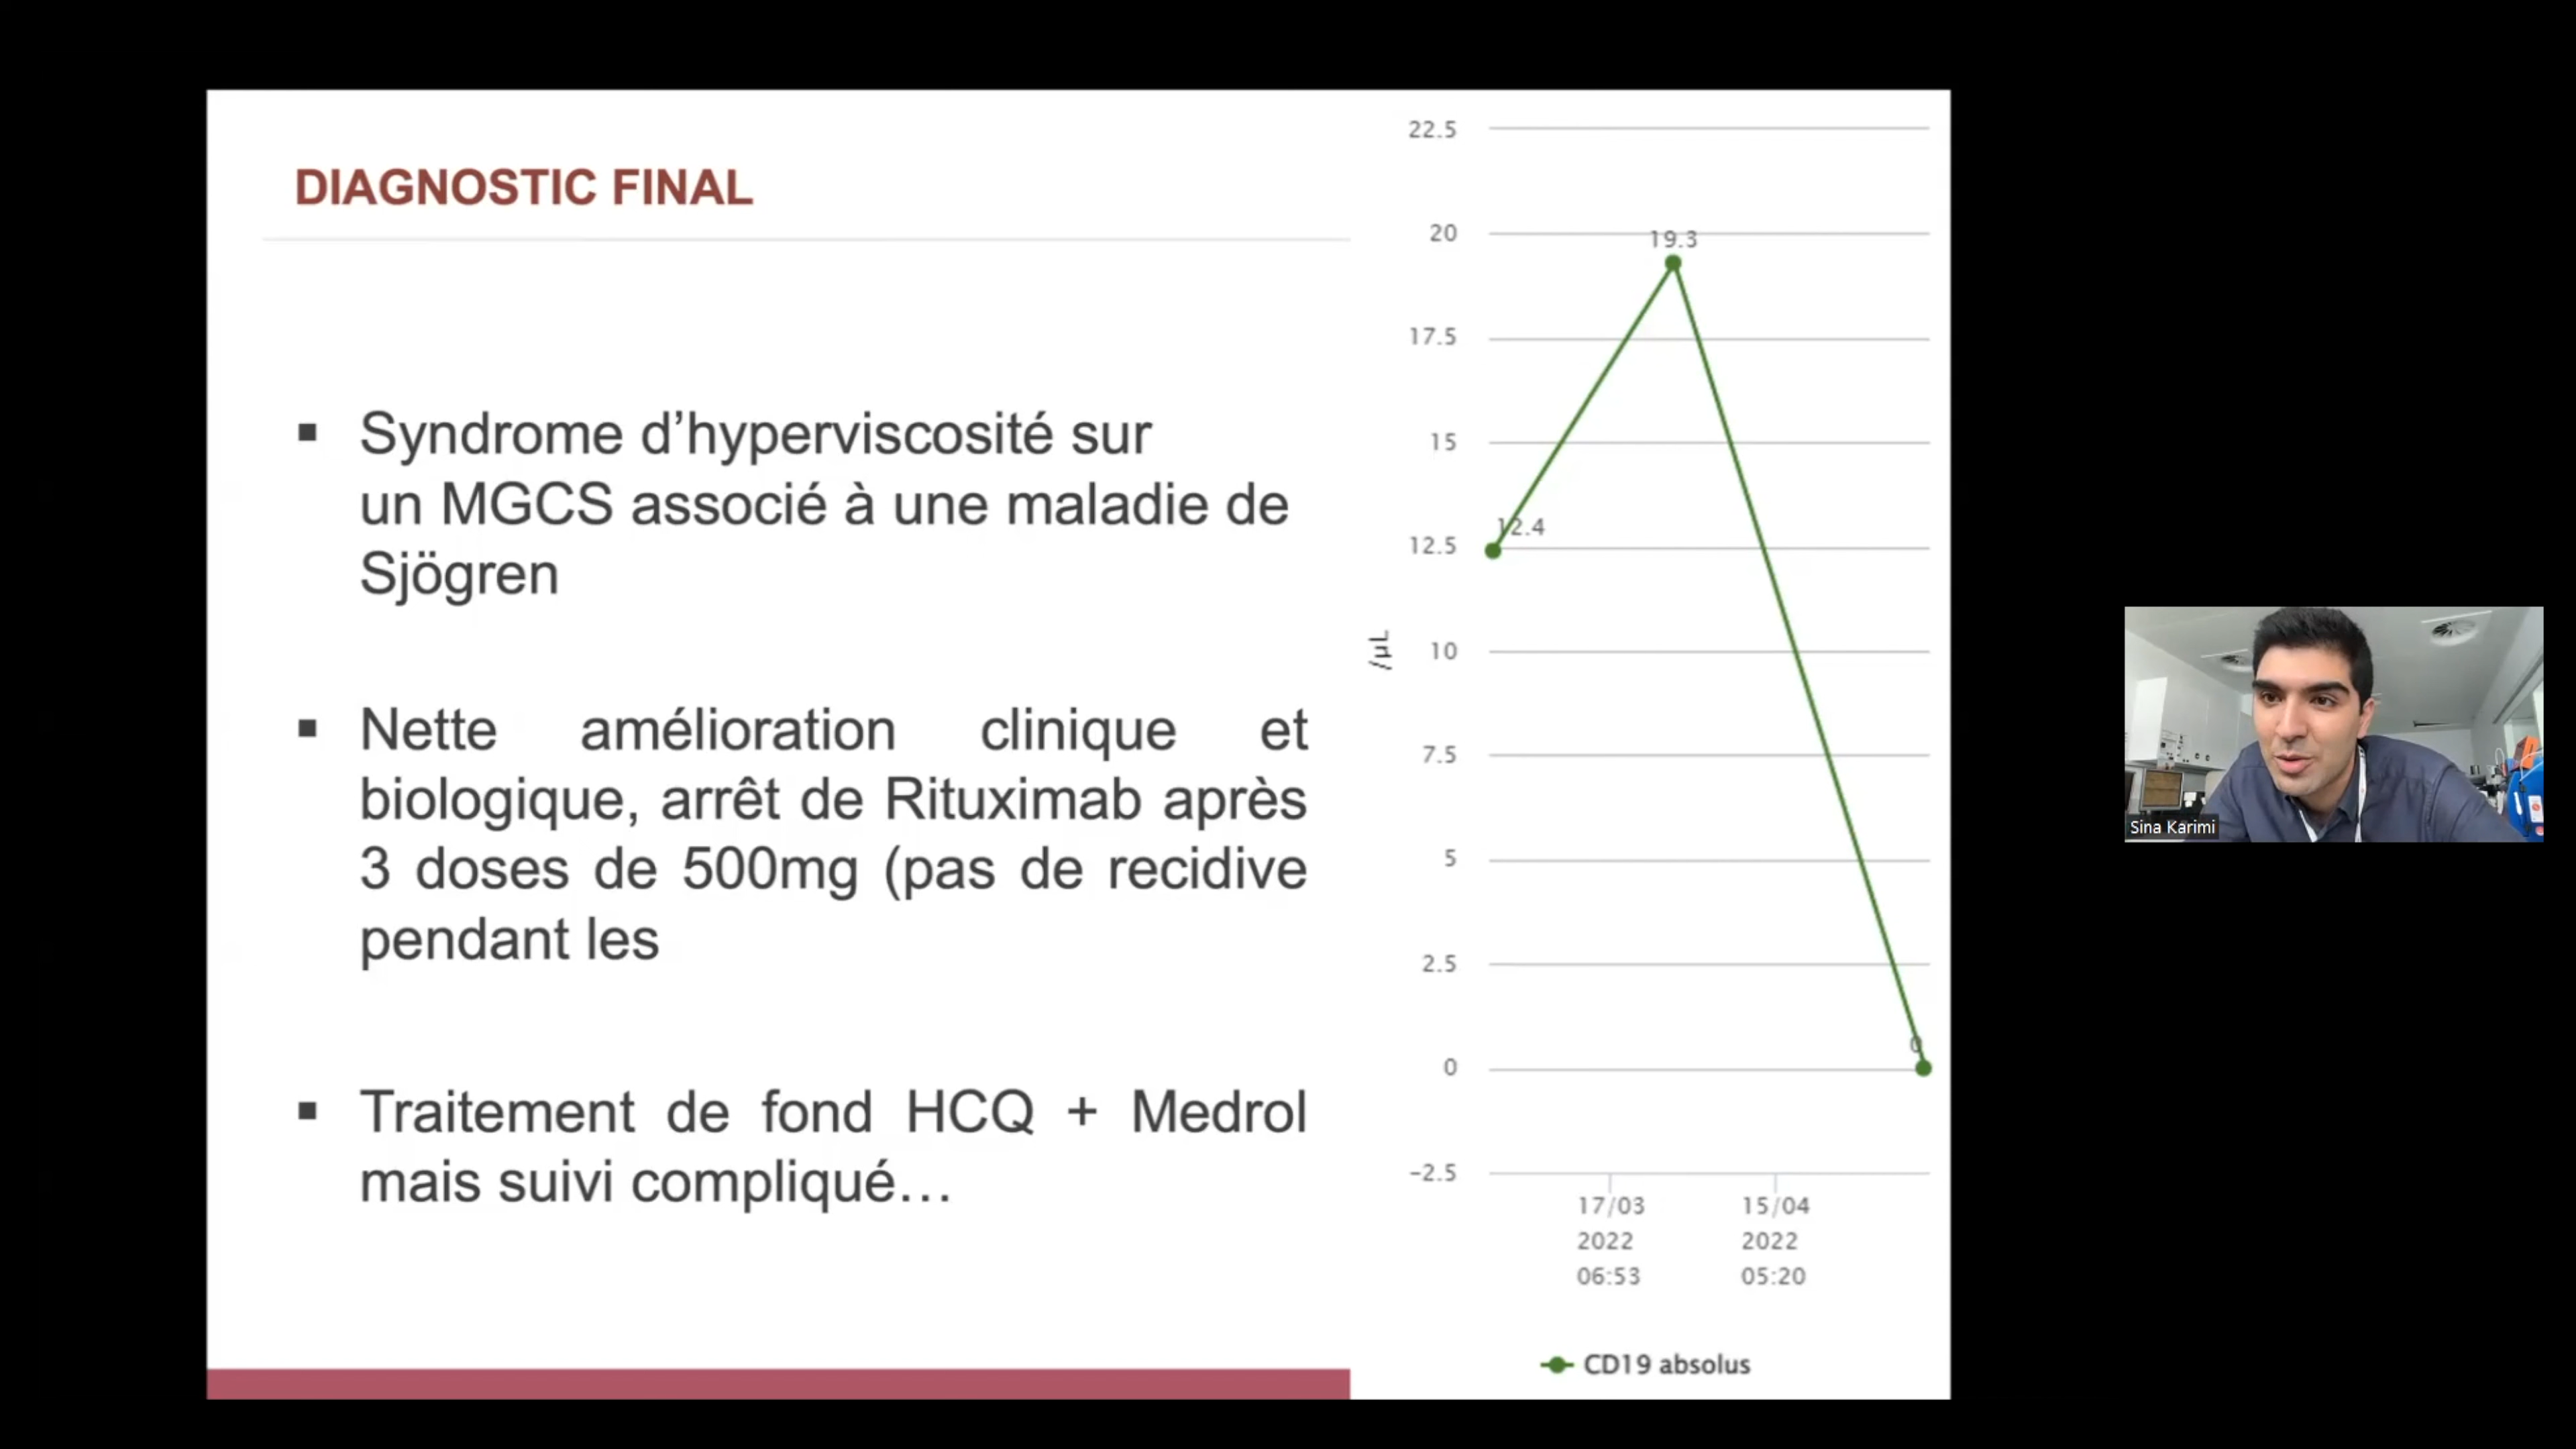 DIAGNOSTIC FINAL
▪ Syndrome d’hyperviscosité sur
un MGCS associé à une maladie de
Sjögren
▪ Nette amélioration clinique et
biologique, arrêt de Rituximab après
3 doses de 500mg (pas de recidive
pendant les
▪ Traitement de fond HCQ + Medrol
mais suivi compliqué…
22.5
20
19.3
17.5
15
12.4
12.5
/µL
10
7.5
5
2.5
0
0
-2.5
17/03
2022
06:53
15/04
2022
05:20
CD19 absolus
Sina Karimi